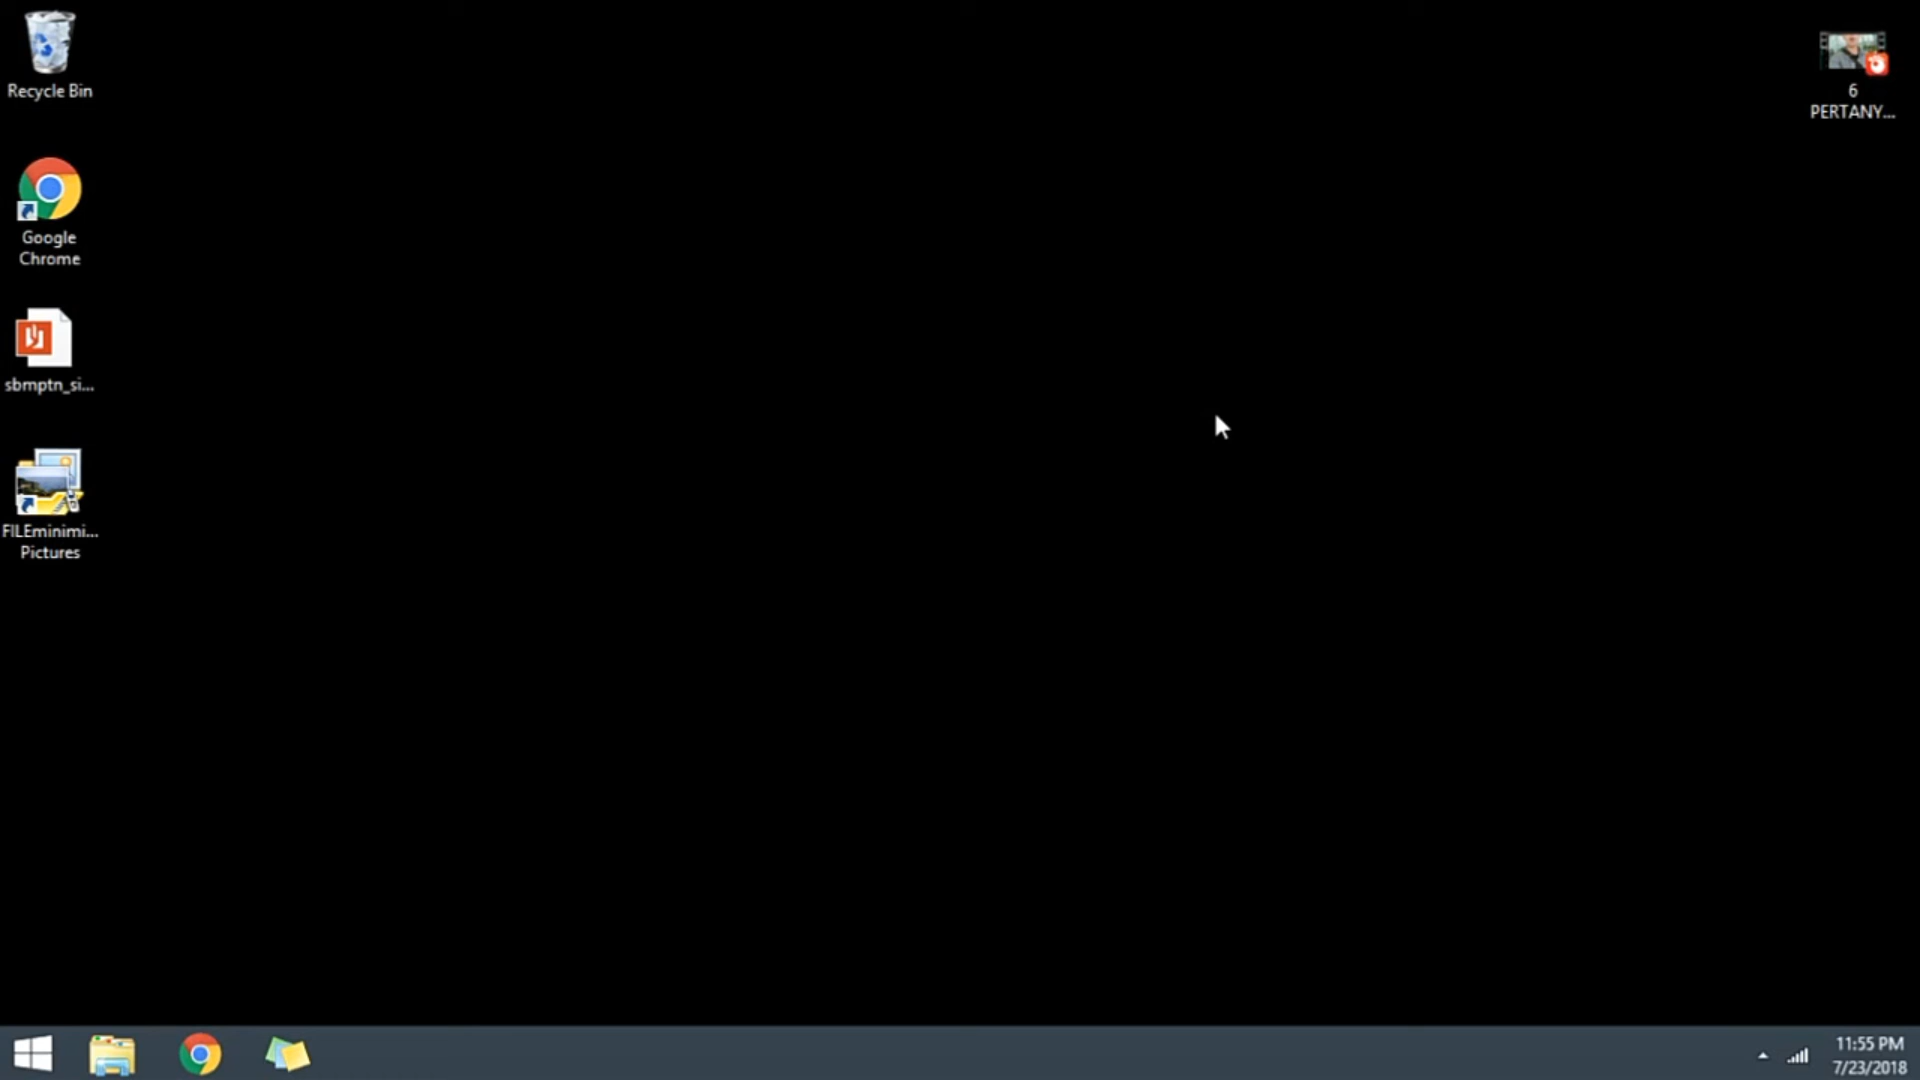 Recycle Bin
Google
Chrome
sbmptn_si...
FILEminimi...
Pictures
6
PERTANY...
11:55 PM
7/23/2018